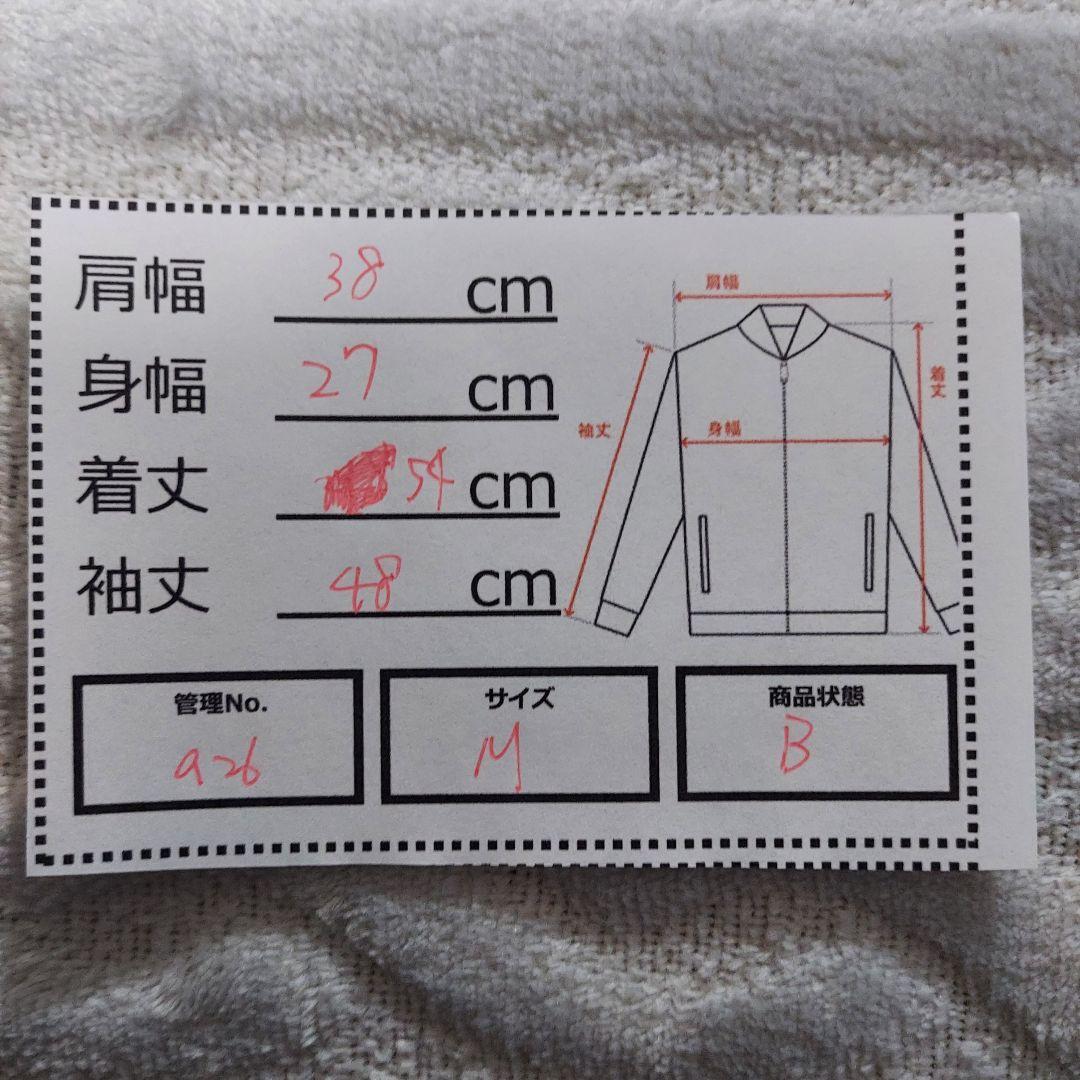 肩幅 38 cm
身幅 27 cm
着丈 54 cm
袖丈 48 cm
肩幅
着丈
袖丈
身幅
管理No.
a26
サイズ
M
商品状態
B